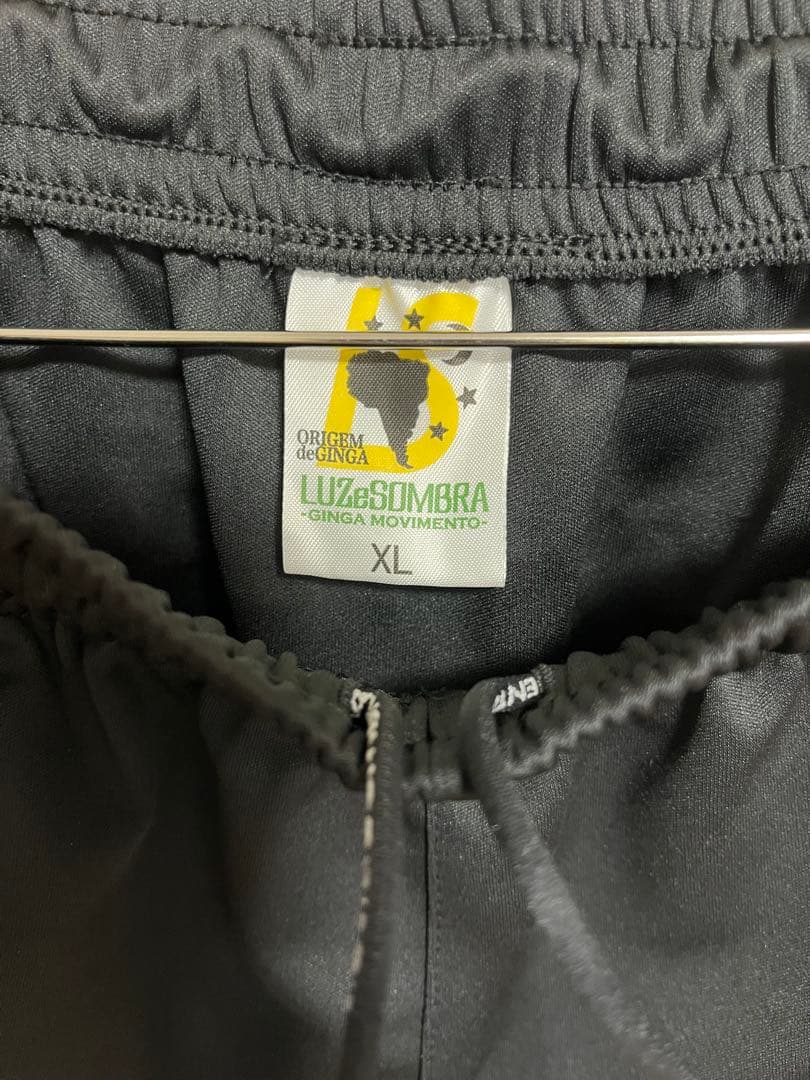 ORIGEM
deGINGA
LUZeSOMBRA
-GINGA MOVIMENTO-
XL